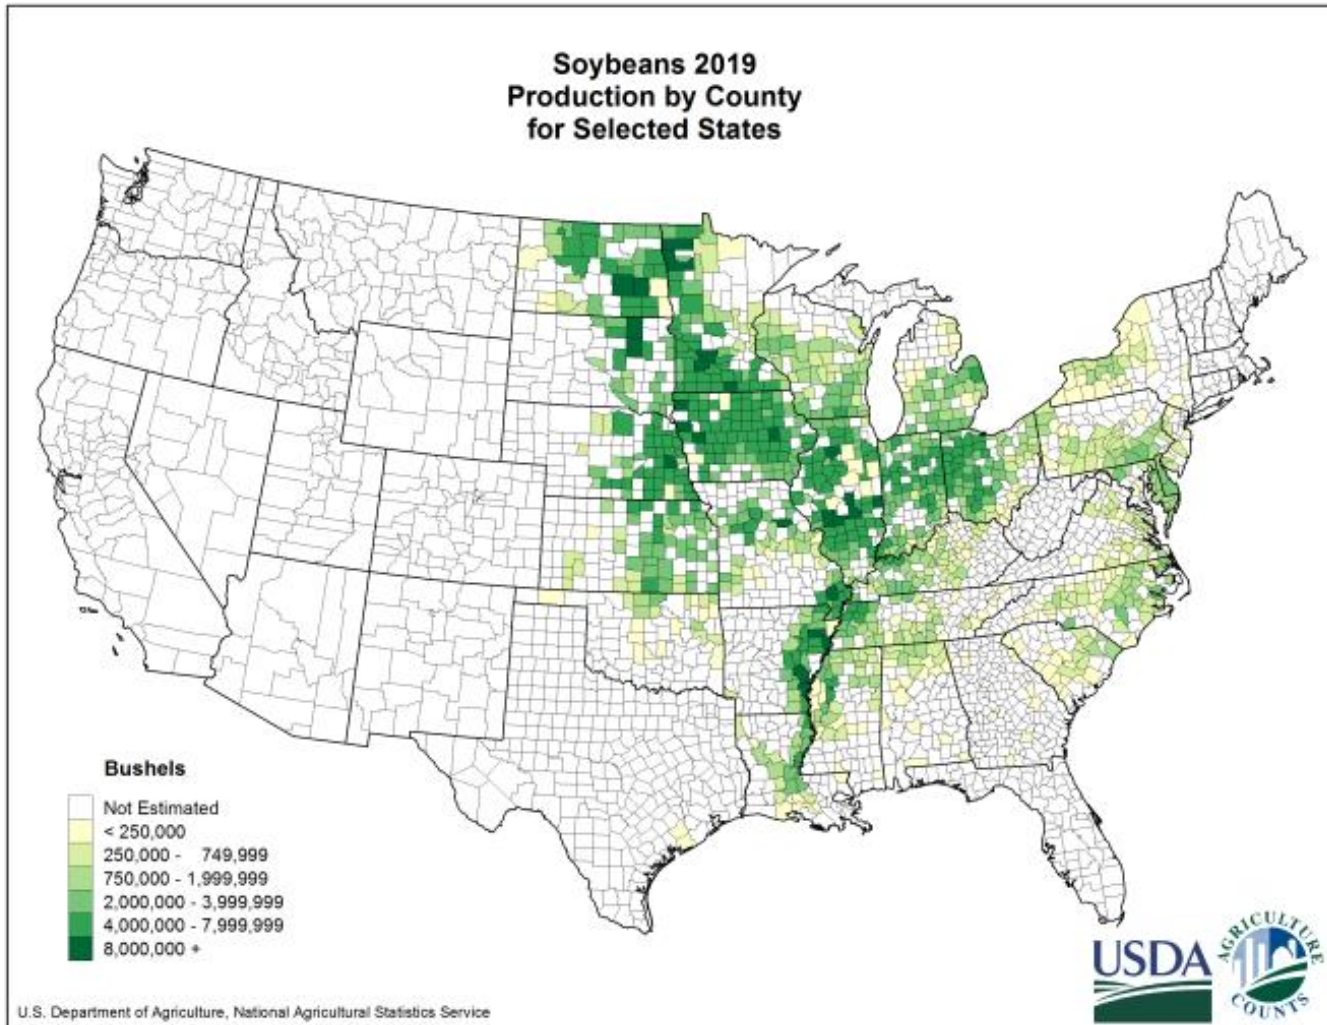 Soybeans 2019
Production by County
for Selected States
Bushels
Not Estimated
< 250,000
250,000 - 749,999
750,000 - 1,999,999
2,000,000 - 3,999,999
4,000,000 - 7,999,999
8,000,000 +
U.S. Department of Agriculture, National Agricultural Statistics Service
USDA
AGRICULTURE
COUNTS